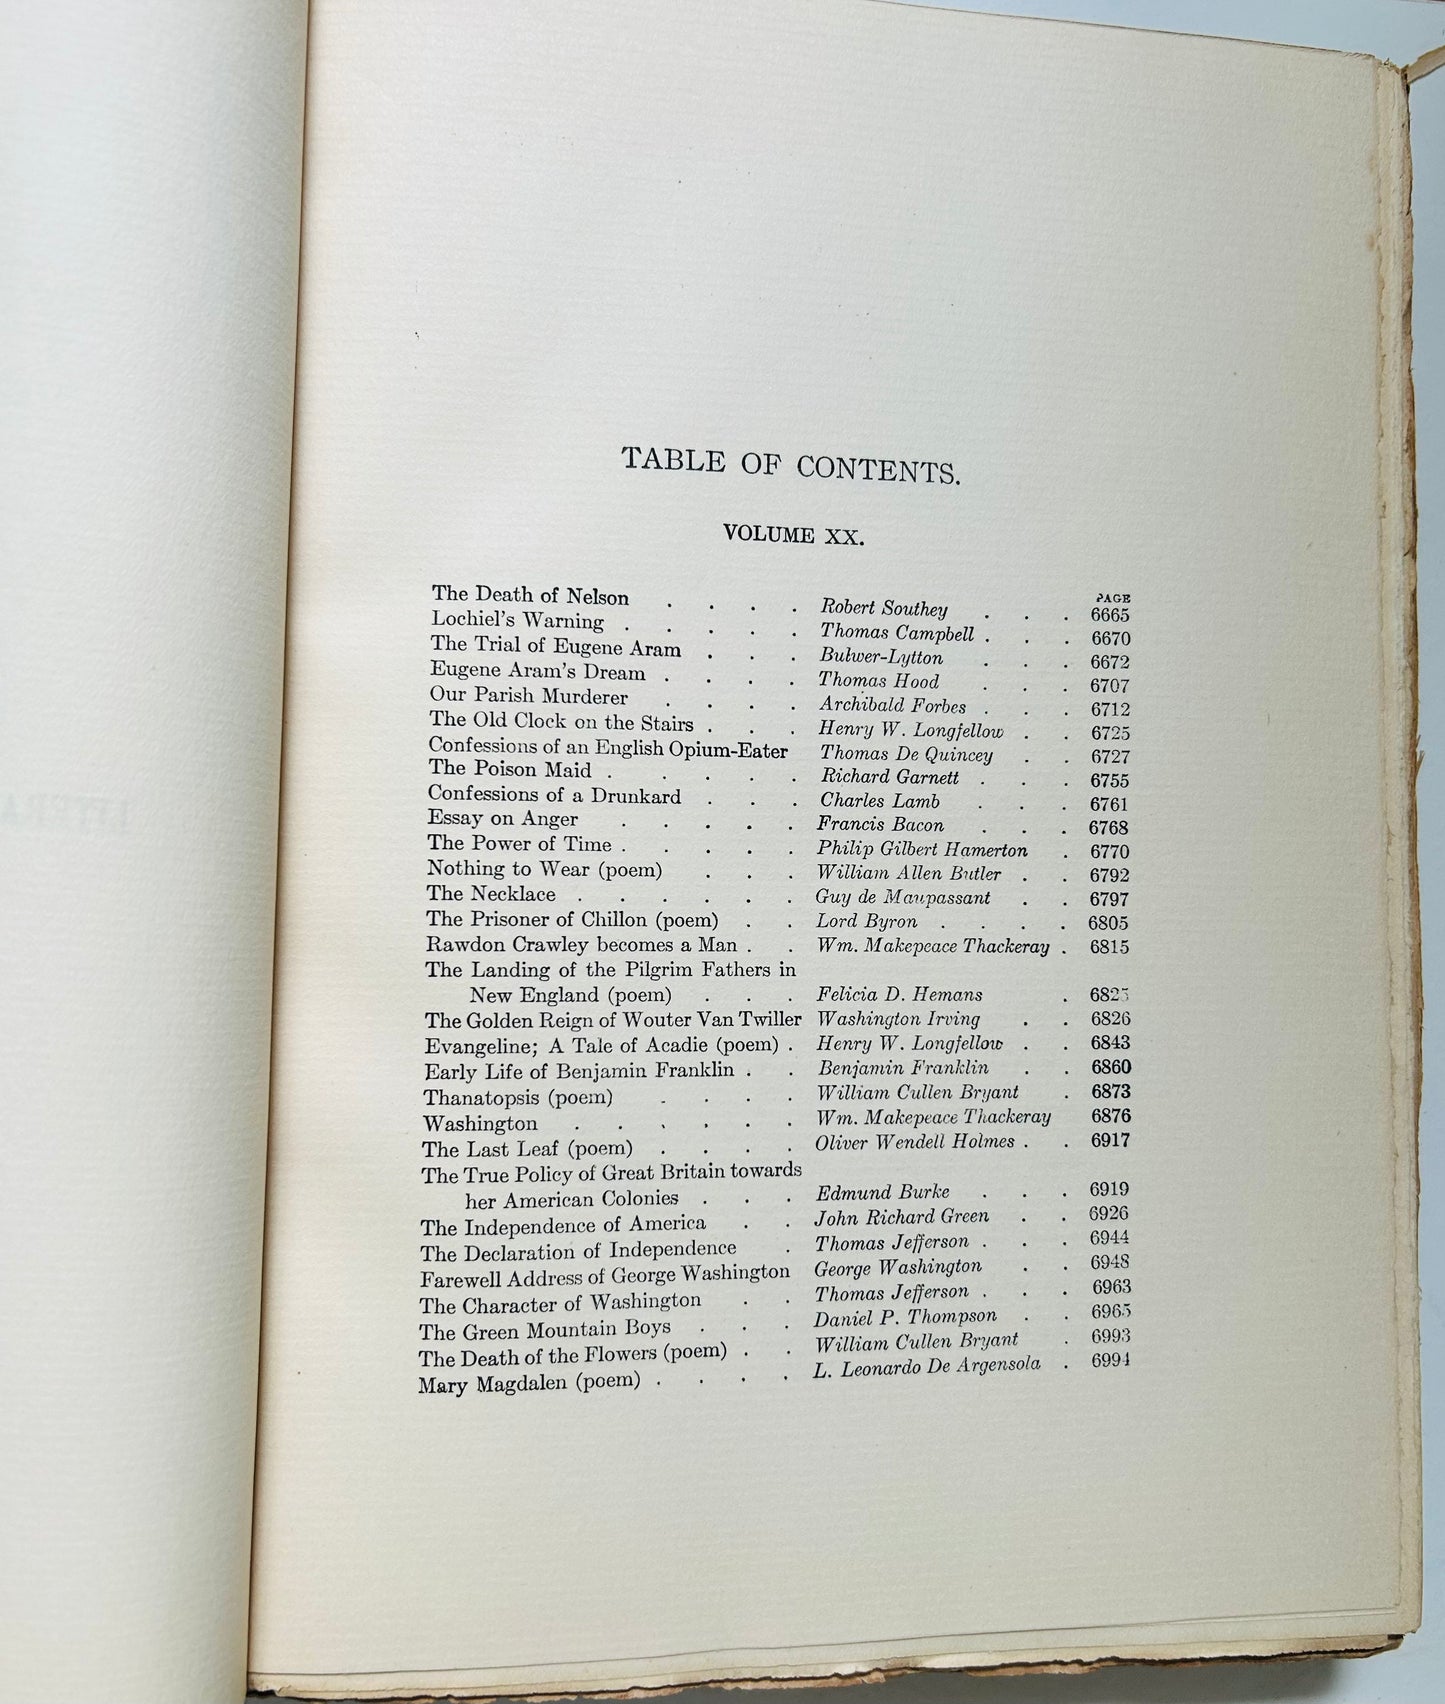 TABLE OF CONTENTS.
VOLUME XX.
PAGE
The Death of Nelson . . . . Robert Southey . . . 6665
Lochiel's Warning . . . . . Thomas Campbell . . . 6670
The Trial of Eugene Aram . . . Bulwer-Lytton . . . 6672
Eugene Aram's Dream . . . . Thomas Hood . . . 6707
Our Parish Murderer . . . . Archibald Forbes . . . 6712
The Old Clock on the Stairs . . . Henry W. Longfellow . . 6725
Confessions of an English Opium-Eater Thomas De Quincey . . 6727
The Poison Maid . . . . . Richard Garnett . . . 6755
Confessions of a Drunkard . . . Charles Lamb . . . 6761
Essay on Anger . . . . . Francis Bacon . . . 6768
The Power of Time . . . . . Philip Gilbert Hamerton . 6770
Nothing to Wear (poem) . . . William Allen Butler . . 6792
The Necklace . . . . . . Guy de Maupassant . . 6797
The Prisoner of Chillon (poem) . . Lord Byron . . . . 6805
Rawdon Crawley becomes a Man . . Wm. Makepeace Thackeray . 6815
The Landing of the Pilgrim Fathers in
New England (poem) . . . Felicia D. Hemans . 6825
The Golden Reign of Wouter Van Twiller Washington Irving . . 6826
Evangeline; A Tale of Acadie (poem) . Henry W. Longfellow . . 6843
Early Life of Benjamin Franklin . . Benjamin Franklin . . 6860
Thanatopsis (poem) . . . . William Cullen Bryant . 6873
Washington . . . . . . Wm. Makepeace Thackeray 6876
The Last Leaf (poem) . . . . Oliver Wendell Holmes . . 6917
The True Policy of Great Britain towards
her American Colonies . . . Edmund Burke . . . 6919
The Independence of America . . John Richard Green . . 6926
The Declaration of Independence . Thomas Jefferson . . . 6944
Farewell Address of George Washington George Washington . . 6948
The Character of Washington . . Thomas Jefferson . . . 6963
The Green Mountain Boys . . . Daniel P. Thompson . . 6965
The Death of the Flowers (poem) . . William Cullen Bryant . 6993
Mary Magdalen (poem) . . . . L. Leonardo De Argensola . 6994